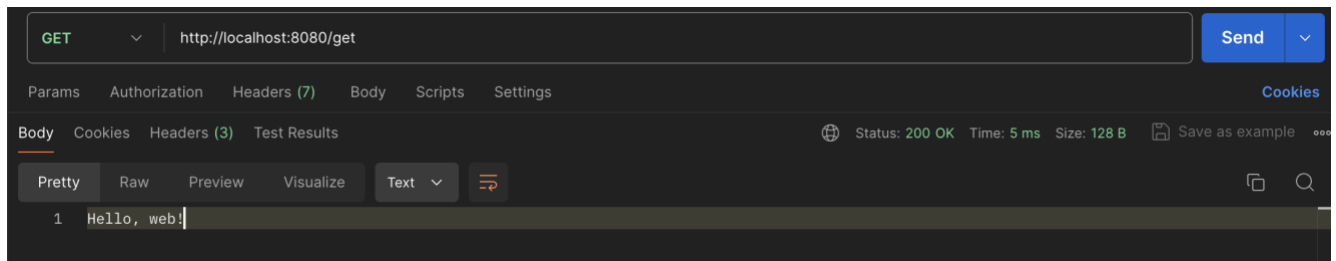 GET http://localhost:8080/get Send
Params Authorization Headers (7) Body Scripts Settings Cookies
Body Cookies Headers (3) Test Results Status: 200 OK Time: 5 ms Size: 128 B Save as example
Pretty Raw Preview Visualize Text
1 Hello, web!